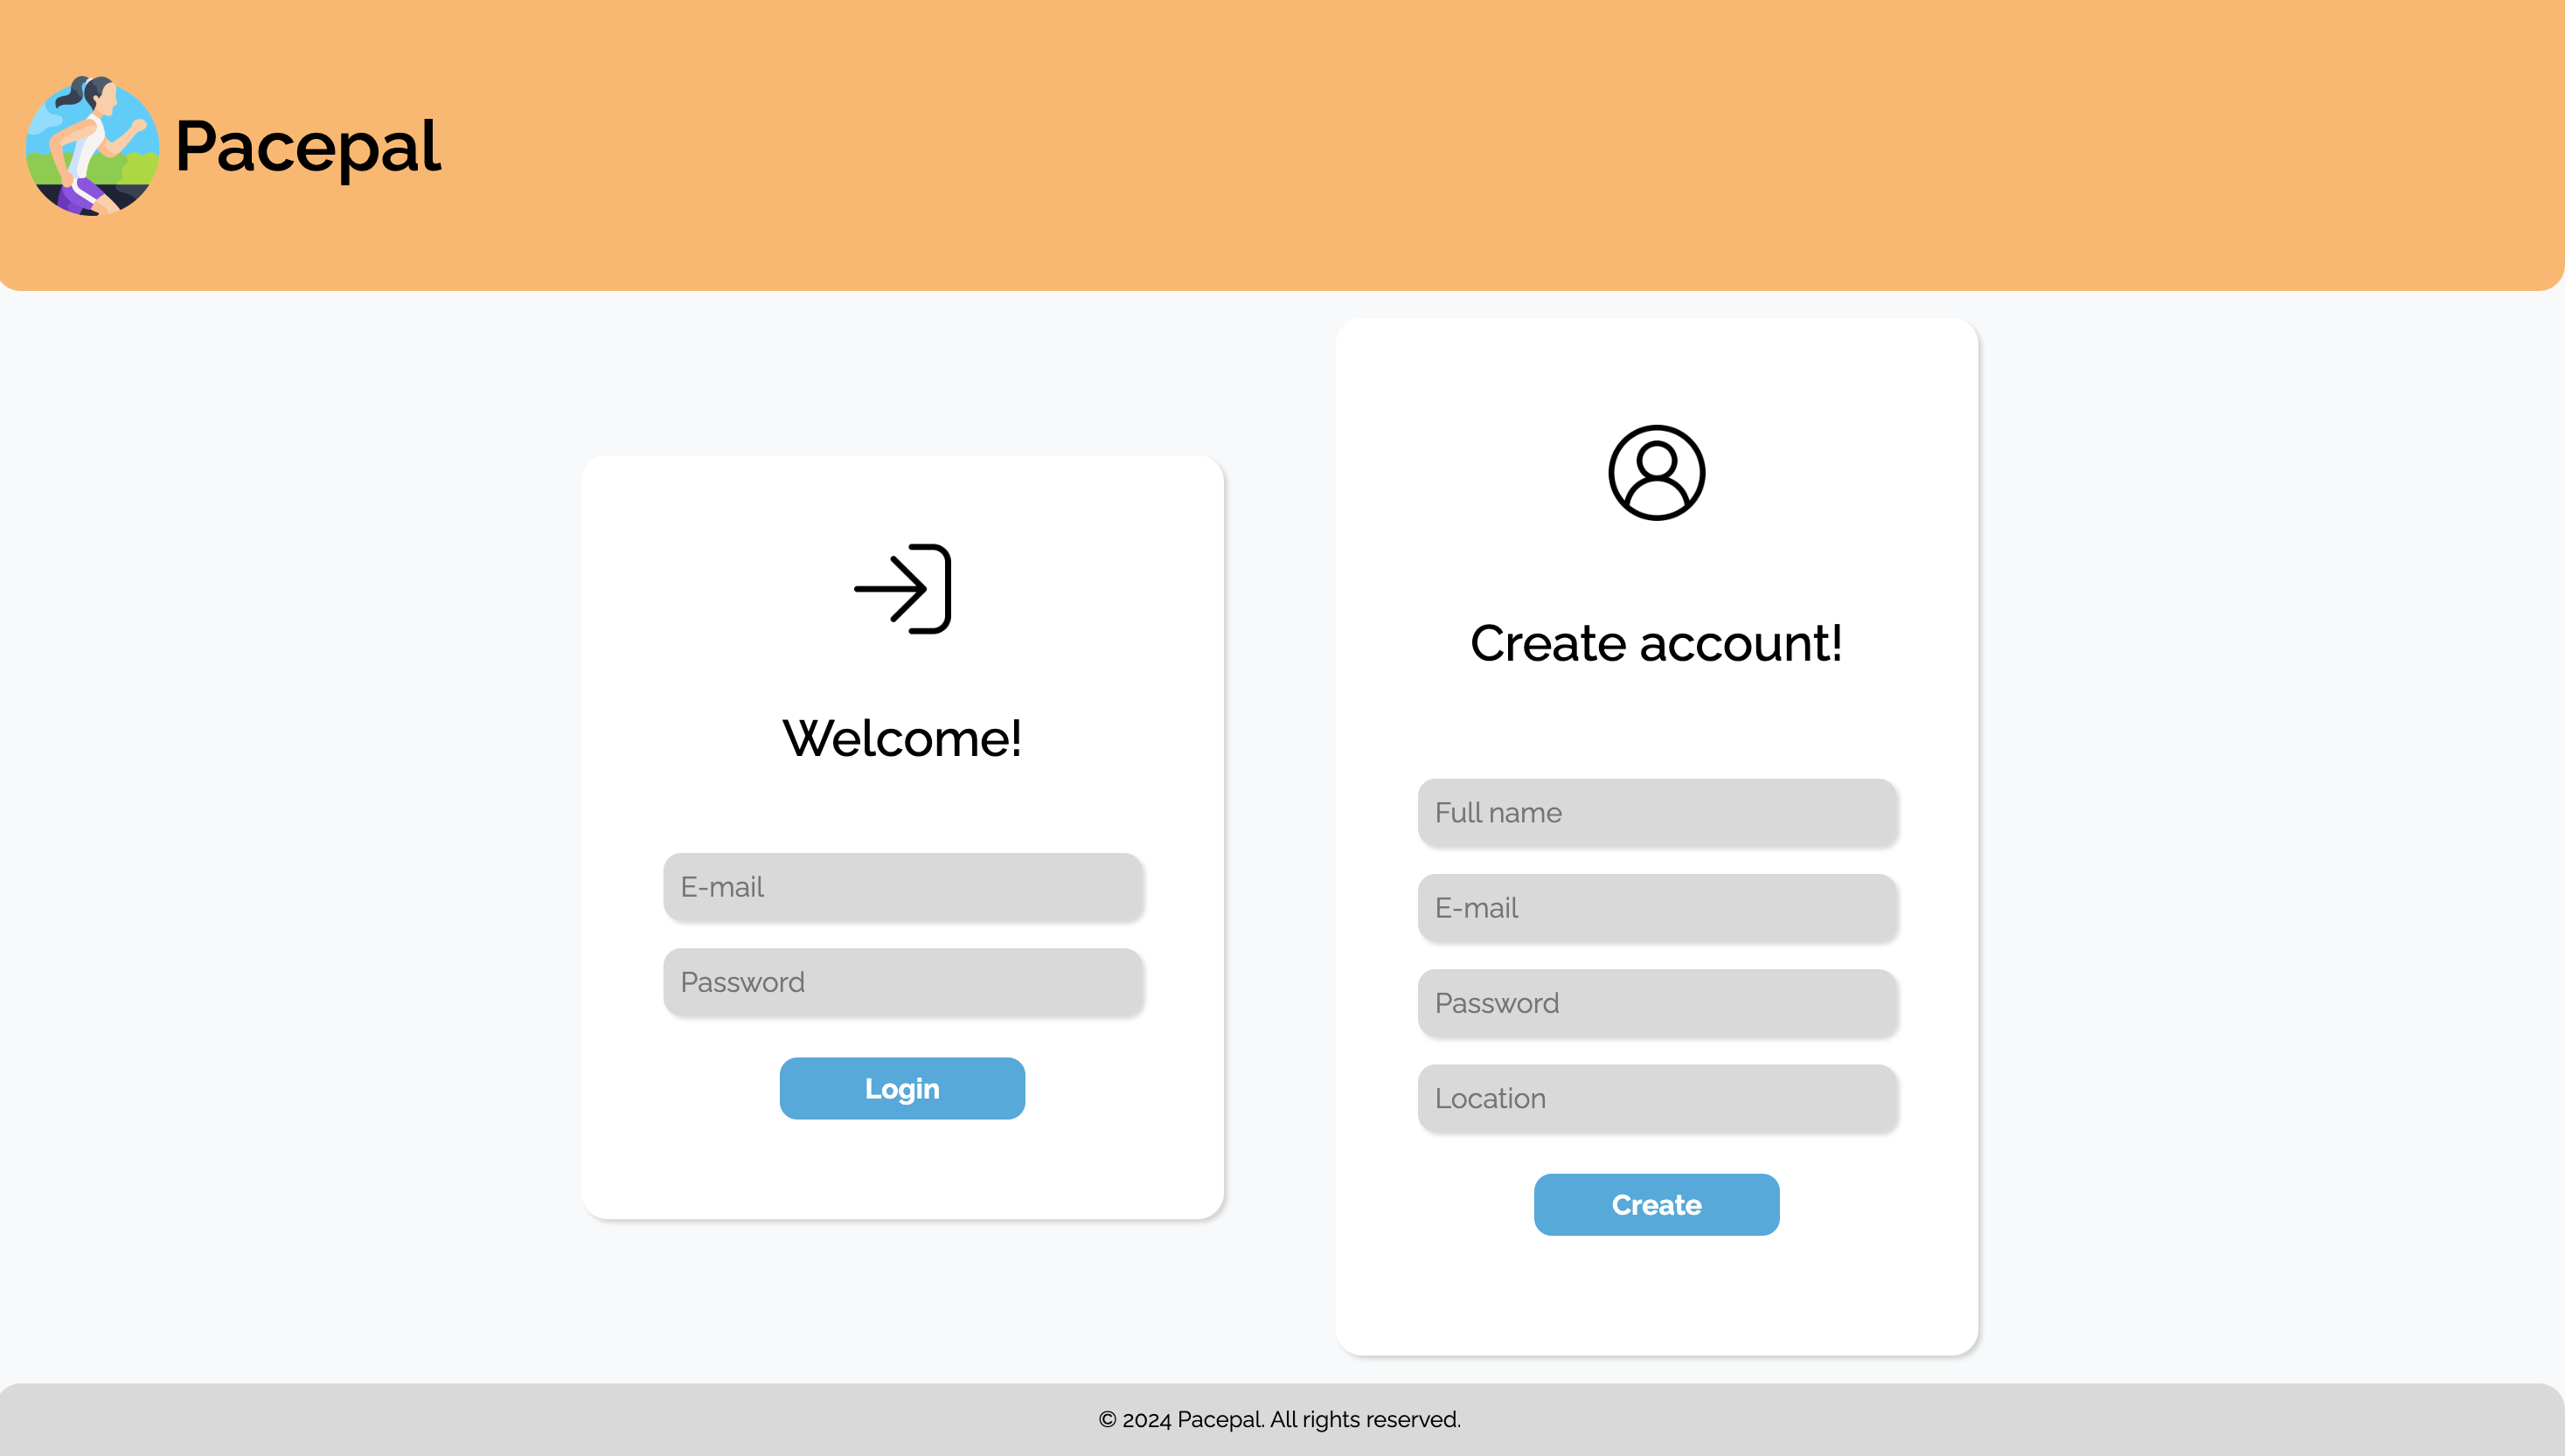 Pacepal
Welcome!
E-mail
Password
Login
Create account!
Full name
E-mail
Password
Location
Create
© 2024 Pacepal. All rights reserved.